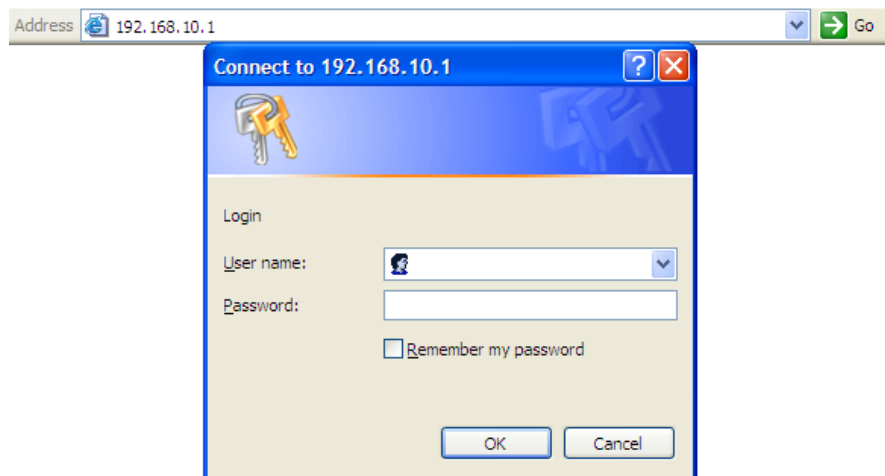 Address 192.168.10.1 Go
Connect to 192.168.10.1
Login
User name:
Password:
Remember my password
OK Cancel